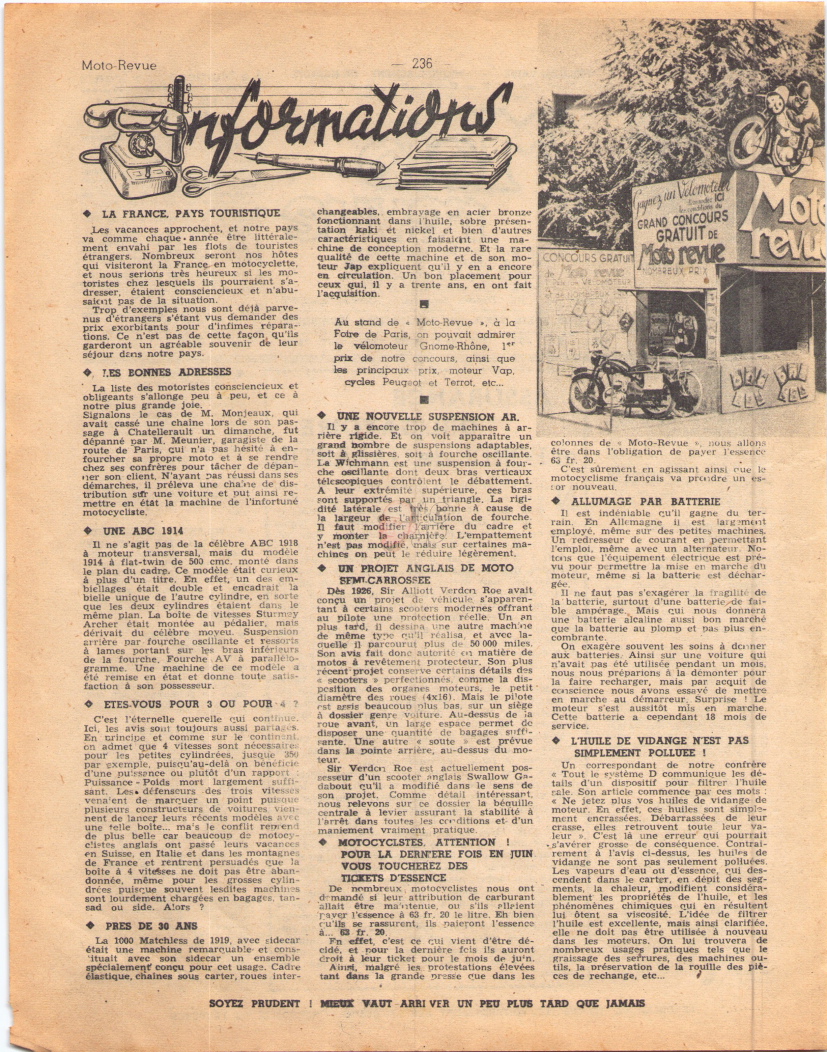 Moto-Revue
— 236 —
Informations
◆ LA FRANCE, PAYS TOURISTIQUE
Les vacances approchent, et notre pays
va comme chaque année être littérale-
ment envahi par les flots de touristes
étrangers. Nombreux seront nos hôtes
qui visiteront la France en motocyclette,
et nous serions très heureux si les mo-
toristes chez lesquels ils pourraient s'a-
dresser, étaient consciencieux et n'abu-
saient pas de la situation.
Trop d'exemples nous sont déjà parve-
nus d'étrangers s'étant vus demander des
prix exorbitants pour d'infimes répara-
tions. Ce n'est pas de cette façon qu'ils
garderont un agréable souvenir de leur
séjour dans notre pays.
◆ LES BONNES ADRESSES
La liste des motoristes consciencieux et
obligeants s'allonge peu à peu, et ce à
notre plus grande joie.
Signalons le cas de M. Monjeaux, qui
avait cassé une chaîne lors de son pas-
sage à Chatellerault un dimanche, fut
dépanné par M. Meunier, garagiste de la
route de Paris, qui n'a pas hésité à en-
fourcher sa propre moto et à se rendre
chez ses confrères pour tâcher de dépan-
ner son client. N'ayant pas réussi dans ses
démarches, il préleva une chaîne de dis-
tribution sur une voiture et put ainsi re-
mettre en état la machine de l'infortuné
motocycliste.
◆ UNE ABC 1914
Il ne s'agit pas de la célèbre ABC 1918
à moteur transversal, mais du modèle
1914 à flat-twin de 500 cmc. monté dans
le plan du cadre. Ce modèle était curieux
à plus d'un titre. En effet, un des em-
biellages était double et encadrait la
bielle unique de l'autre cylindre, en sorte
que les deux cylindres étaient dans le
même plan. La boîte de vitesses Sturmey
Archer était montée au pédalier, mais
dérivait du célèbre moyeu. Suspension
arrière par fourche oscillante et ressorts
à lames portant sur les bras inférieurs
de la fourche. Fourche AV à parallélo-
gramme. Une machine de ce modèle a
été remise en état et donne toute satis-
faction à son possesseur.
◆ ETES-VOUS POUR 3 OU POUR 4 ?
C'est l'éternelle querelle qui continue.
Ici, les avis sont toujours aussi partagés.
En principe et comme sur le continent
on admet que 4 vitesses sont nécessaires
pour les petites cylindrées, jusque 350
par exemple, puisqu'au-delà on bénéficie
d'une puissance ou plutôt d'un rapport :
Puissance-Poids mort largement suffi-
sant. Les défenseurs des trois vitesses
venaient de marquer un point puisque
plusieurs constructeurs de voitures vien-
nent de lancer leurs récents modèles avec
une telle boîte... mais le conflit reprend
de plus belle car beaucoup de motocy-
clistes anglais ont passé leurs vacances
en Suisse, en Italie et dans les montagnes
de France et rentrent persuadés que la
boîte à 4 vitesses ne doit pas être aban-
donnée, même pour les grosses cylin-
drées puisque souvent lesdites machines
sont lourdement chargées en bagages, tan-
sad ou side. Alors ?
◆ PRES DE 30 ANS
La 1000 Matchless de 1919, avec sidecar
était une machine remarquable et cons-
tituait avec son sidecar un ensemble
spécialement conçu pour cet usage. Cadre
élastique, chaînes sous carter, roues inter-
changeables, embrayage en acier bronze
fonctionnant dans l'huile, sobre présen-
tation kaki et nickel et bien d'autres
caractéristiques en faisaient une ma-
chine de conception moderne. Et la rare
qualité de cette machine et de son mo-
teur Jap expliquent qu'il y en a encore
en circulation. Un bon placement pour
ceux qui, il y a trente ans, en ont fait
l'acquisition.
Au stand de « Moto-Revue », à la
Foire de Paris, on pouvait admirer
le vélomoteur Gnome-Rhône, 1er
prix de notre concours, ainsi que
les principaux prix, moteur Vap,
cycles Peugeot et Terrot, etc...
◆ UNE NOUVELLE SUSPENSION AR.
Il y a encore trop de machines à ar-
rière rigide. Et on voit apparaître un
grand nombre de suspensions adaptables,
soit à glissières, soit à fourche oscillante.
La Wichmann est une suspension à four-
che oscillante dont deux bras verticaux
télescopiques contrôlent le débattement.
A leur extrémité supérieure, ces bras
sont supportés par un triangle. La rigi-
dité latérale est très bonne à cause de
la largeur de l'articulation de fourche.
Il faut modifier l'arrière du cadre et
y monter la charnière. L'empattement
n'est pas modifié, mais sur certaines ma-
chines on peut le réduire légèrement.
◆ UN PROJET ANGLAIS DE MOTO
SEMI-CARROSSEE
Dès 1926, Sir Alliott Verdon Roe avait
conçu un projet de véhicule s'apparen-
tant à certains scooters modernes offrant
au pilote une protection réelle. Un an
plus tard, il dessina une autre machine
de même type qu'il réalisa, et avec la-
quelle il parcourut plus de 50 000 miles.
Son avis fait donc autorité en matière de
motos à revêtement protecteur. Son plus
récent projet conserve certains détails des
« scooters » perfectionnés, comme la dis-
position des organes moteurs, le petit
diamètre des roues (4x16). Mais le pilote
est assis beaucoup plus bas, sur un siège
à dossier genre voiture. Au-dessus de la
roue avant, un large espace permet de
disposer une quantité de bagages suffi-
sante. Une autre « soute » est prévue
dans la pointe arrière, au-dessus du mo-
teur.
Sir Verdon Roe est actuellement pos-
sesseur d'un scooter anglais Swallow Ga-
dabout qu'il a modifié dans le sens de
son projet. Comme détail intéressant,
nous relevons sur ce dossier la béquille
centrale à levier assurant la stabilité à
l'arrêt dans toutes les conditions et d'un
maniement vraiment pratique.
◆ MOTOCYCLSTES, ATTENTION !
POUR LA DERNIERE FOIS EN JUIN
VOUS TOUCHEREZ DES
TICKETS D'ESSENCE
De nombreux motocyclistes nous ont
demandé si leur attribution de carburant
allait être maintenue, ou s'ils allaient
payer l'essence à 63 fr. 20 le litre. Eh bien
qu'ils se rassurent, ils paieront l'essence
à... 63 fr. 20.
En effet, c'est ce qui vient d'être dé-
cidé, et pour la dernière fois ils auront
droit à leur ticket pour le mois de juin.
Ainsi, malgré les protestations élevées
tant dans la grande presse que dans les
Gagnez un Vélomoteur
ICI
GRAND CONCOURS
GRATUIT DE
Moto revue
NOMBREUX PRIX
Moto
revue
CONCOURS GRATUIT
de Moto revue
colonnes de « Moto-Revue », nous allons
être dans l'obligation de payer l'essence
63 fr. 20.
C'est sûrement en agissant ainsi que le
motocyclisme français va prendre un es-
sor nouveau.
◆ ALLUMAGE PAR BATTERIE
Il est indéniable qu'il gagne du ter-
rain. En Allemagne il est largement
employé, même sur des petites machines.
Un redresseur de courant en permettant
l'emploi, même avec un alternateur. No-
tons que l'équipement électrique est pré-
vu pour permettre la mise en marche du
moteur, même si la batterie est déchar-
gée.
Il ne faut pas s'exagérer la fragilité de
la batterie, surtout d'une batterie de fai-
ble ampérage. Mais qui nous donnera
une batterie alcaline aussi bon marché
que la batterie au plomp et pas plus en-
combrante.
On exagère souvent les soins à donner
aux batteries. Ainsi sur une voiture qui
n'avait pas été utilisée pendant un mois,
nous nous préparions à la démonter pour
la faire recharger, mais par acquit de
conscience nous avons essayé de mettre
en marche au démarreur. Surprise ! Le
moteur s'est aussitôt mis en marche.
Cette batterie a cependant 18 mois de
service.
◆ L'HUILE DE VIDANGE N'EST PAS
SIMPLEMENT POLLUEE !
Un correspondant de notre confrère
« Tout le système D communique les dé-
tails d'un dispositif pour filtrer l'huile
sale. Son article commence par ces mots :
« Ne jetez plus vos huiles de vidange de
moteur. En effet, ces huiles sont simple-
ment encrassées. Débarrassées de leur
crasse, elles retrouvent toute leur va-
leur ». C'est là une erreur qui pourrait
s'avérer grosse de conséquence. Contrai-
rement à l'avis ci-dessus, les huiles de
vidange ne sont pas seulement polluées.
Les vapeurs d'eau ou d'essence, qui des-
cendent dans le carter, en dépit des seg-
ments, la chaleur, modifient considéra-
blement les propriétés de l'huile, et les
phénomènes chimiques qui en résultent
lui ôtent sa viscosité. L'idée de filtrer
l'huile est excellente, mais ainsi clarifiée,
elle ne doit pas être utilisée à nouveau
dans les moteurs. On lui trouvera de
nombreux usages pratiques tels que le
graissage des serrures, des machines ou-
tils, la préservation de la rouille des piè-
ces de rechange, etc...
SOYEZ PRUDENT ! MIEUX VAUT ARRIVER UN PEU PLUS TARD QUE JAMAIS